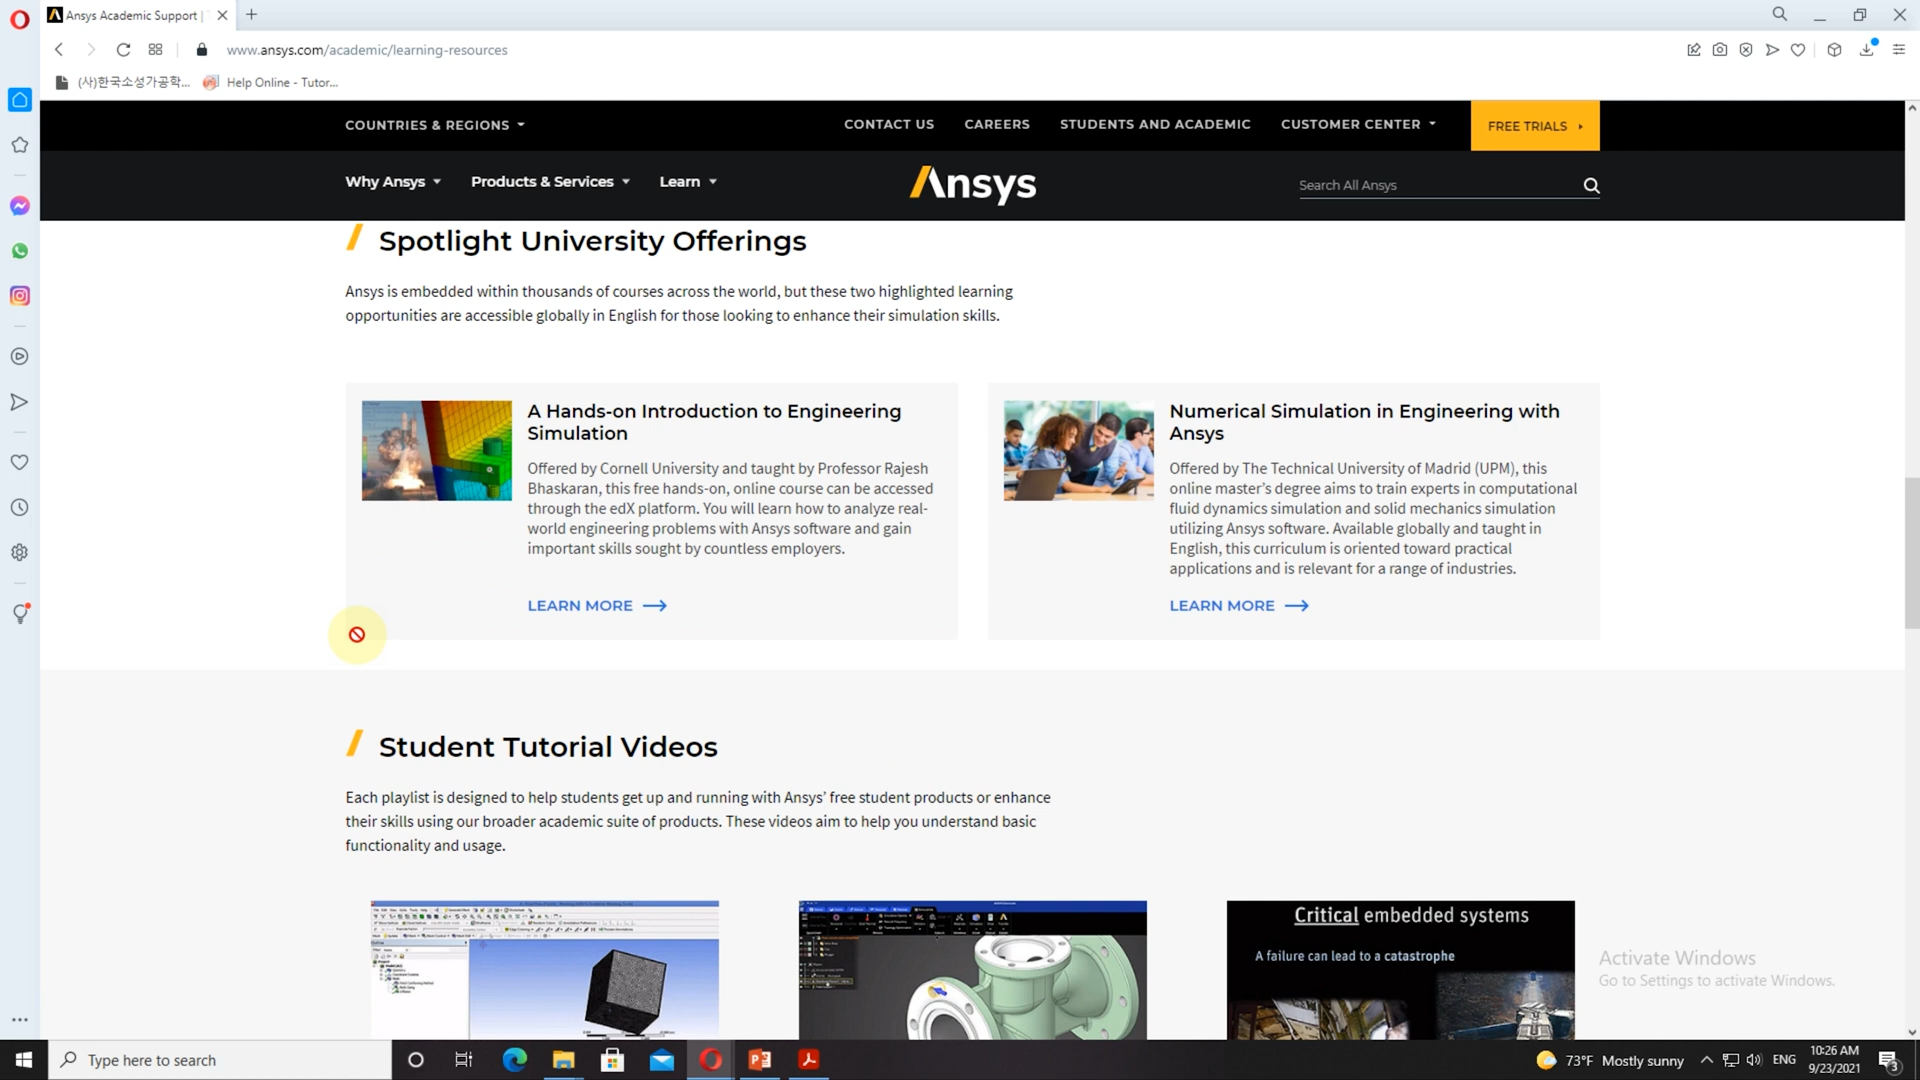 Ansys Academic Support |
www.ansys.com/academic/learning-resources
(사)한국소성가공학...
Help Online - Tutor...
COUNTRIES & REGIONS
CONTACT US
CAREERS
STUDENTS AND ACADEMIC
CUSTOMER CENTER
FREE TRIALS
Why Ansys
Products & Services
Learn
Ansys
Search All Ansys
Spotlight University Offerings
Ansys is embedded within thousands of courses across the world, but these two highlighted learning
opportunities are accessible globally in English for those looking to enhance their simulation skills.
A Hands-on Introduction to Engineering
Simulation
Offered by Cornell University and taught by Professor Rajesh
Bhaskaran, this free hands-on, online course can be accessed
through the edX platform. You will learn how to analyze real-
world engineering problems with Ansys software and gain
important skills sought by countless employers.
LEARN MORE
Numerical Simulation in Engineering with
Ansys
Offered by The Technical University of Madrid (UPM), this
online master's degree aims to train experts in computational
fluid dynamics simulation and solid mechanics simulation
utilizing Ansys software. Available globally and taught in
English, this curriculum is oriented toward practical
applications and is relevant for a range of industries.
LEARN MORE
Student Tutorial Videos
Each playlist is designed to help students get up and running with Ansys' free student products or enhance
their skills using our broader academic suite of products. These videos aim to help you understand basic
functionality and usage.
Critical embedded systems
A failure can lead to a catastrophe
Activate Windows
Go to Settings to activate Windows.
Type here to search
73°F Mostly sunny
ENG
10:26 AM
9/23/2021
3